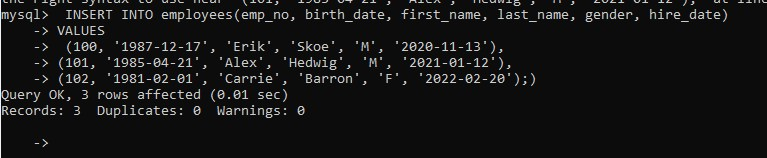 the right syntax to use near '(101, '1985-04-21', 'Alex', 'Hedwig', 'M', '2021-01-12'), ' at line
mysql>  INSERT INTO employees(emp_no, birth_date, first_name, last_name, gender, hire_date)
    -> VALUES
    ->  (100, '1987-12-17', 'Erik', 'Skoe', 'M', '2020-11-13'),
    -> (101, '1985-04-21', 'Alex', 'Hedwig', 'M', '2021-01-12'),
    -> (102, '1981-02-01', 'Carrie', 'Barron', 'F', '2022-02-20');)
Query OK, 3 rows affected (0.01 sec)
Records: 3  Duplicates: 0  Warnings: 0
    ->